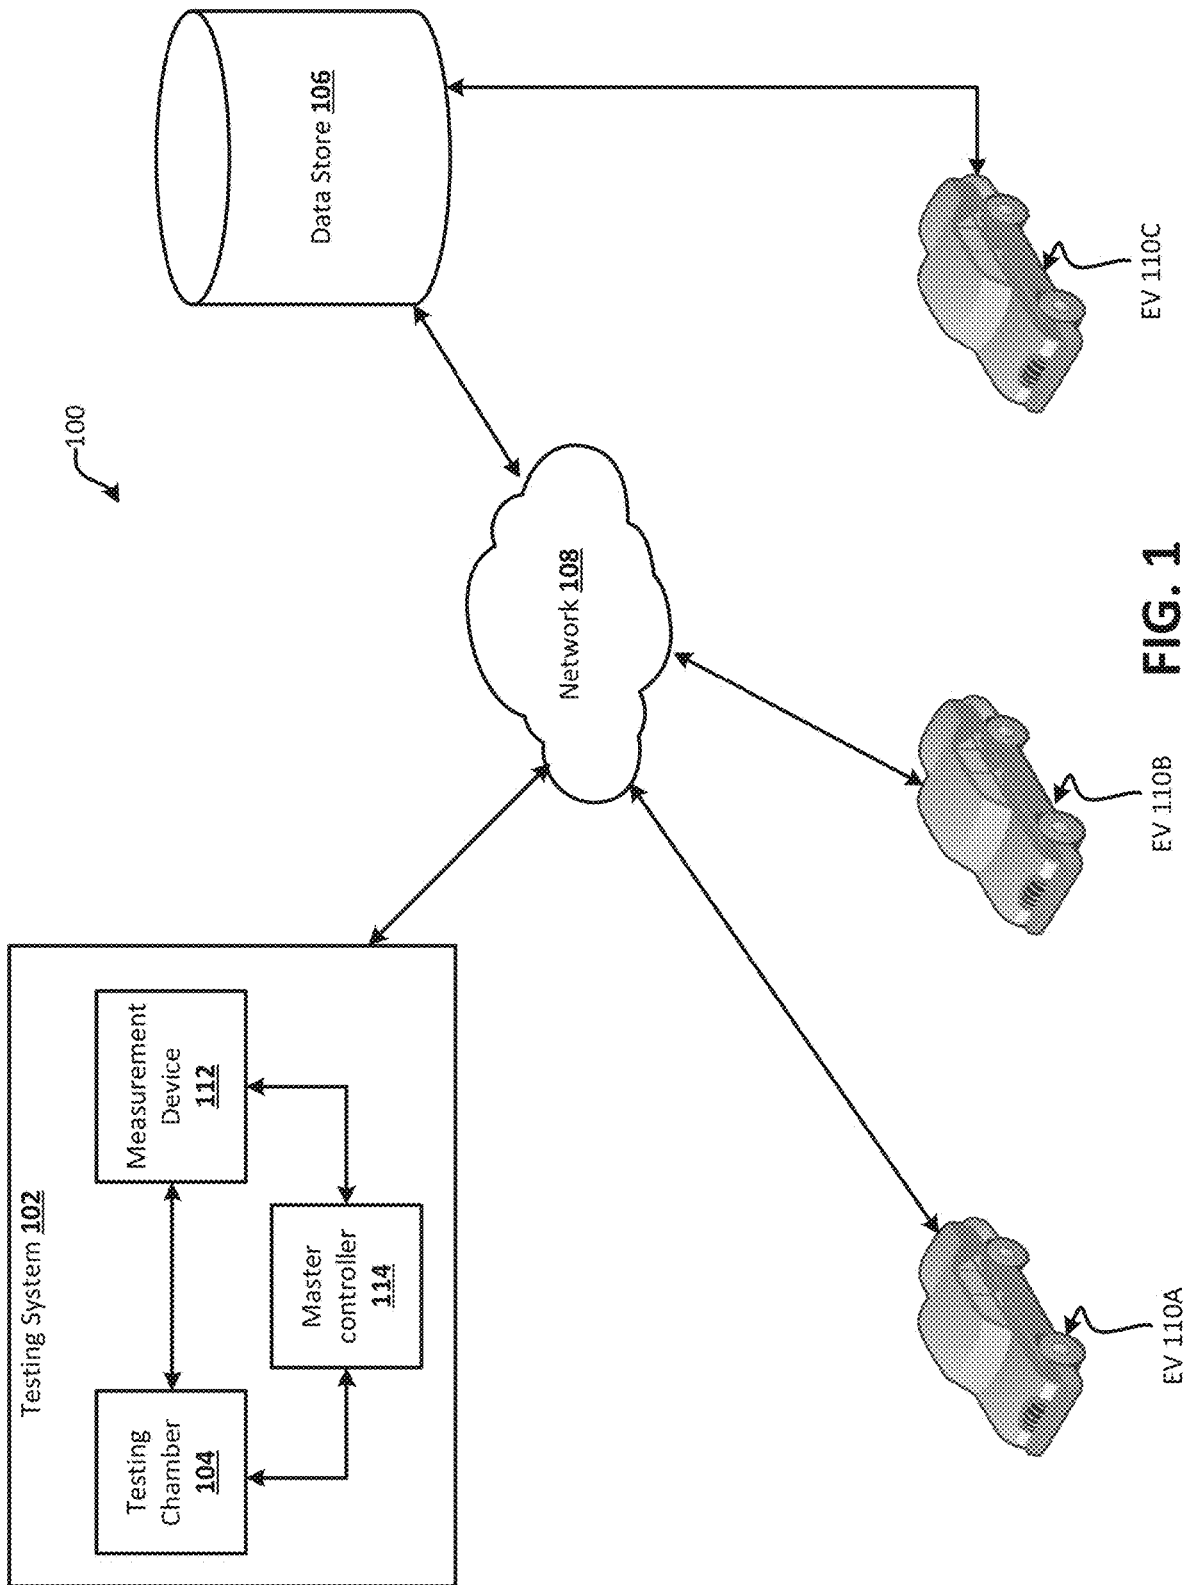 100
Testing System 102
Testing
Chamber
104
Measurement
Device
112
Master
controller
114
Network 108
Data Store 106
EV 110A
EV 110B
EV 110C
FIG. 1